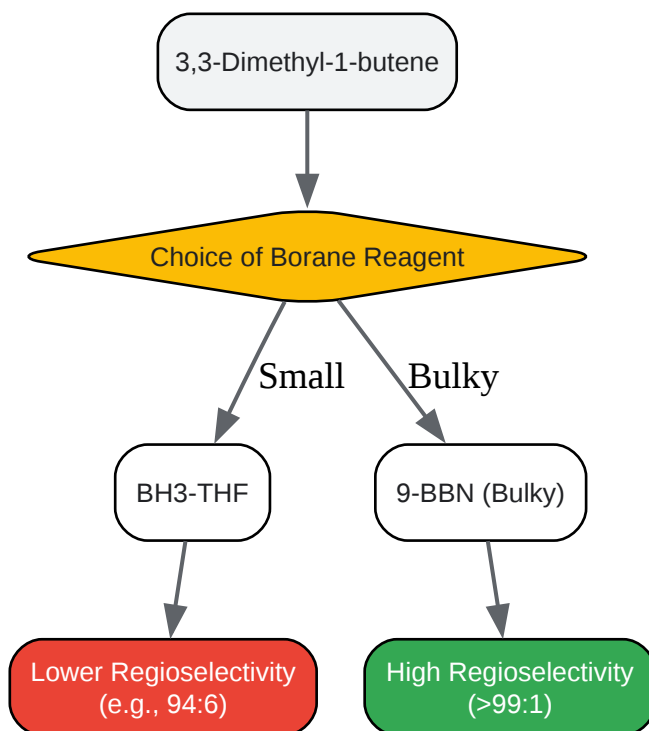 3,3-Dimethyl-1-butene
Choice of Borane Reagent
Small
Bulky
BH3-THF
9-BBN (Bulky)
Lower Regioselectivity
(e.g., 94:6)
High Regioselectivity
(>99:1)